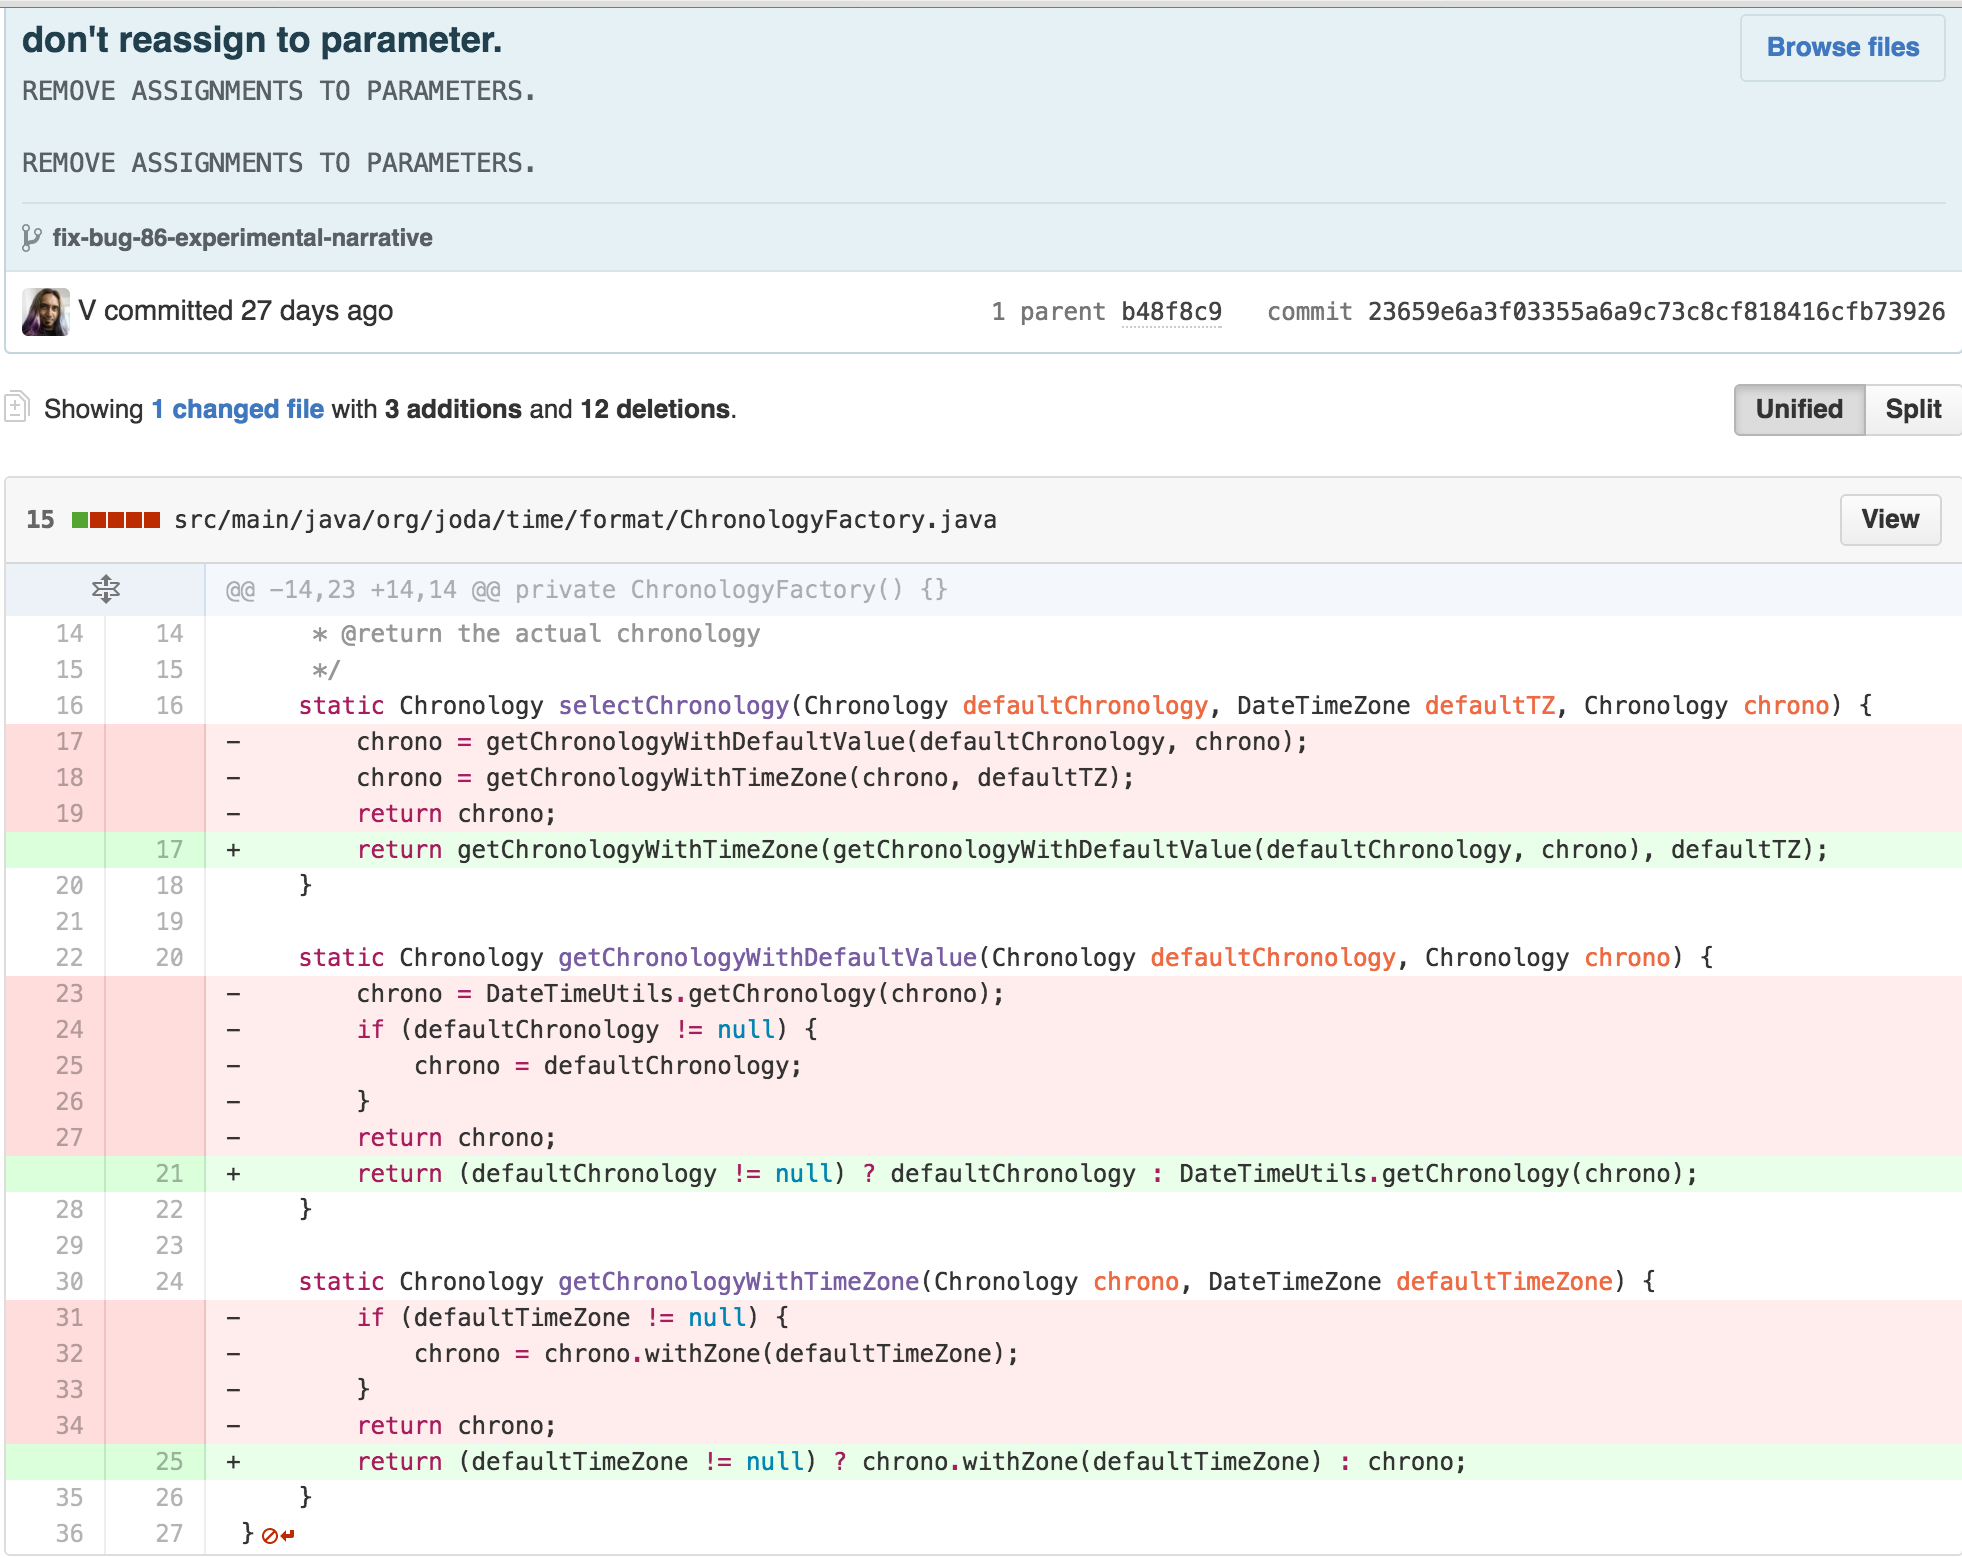 don't reassign to parameter.
Browse files
REMOVE ASSIGNMENTS TO PARAMETERS.
REMOVE ASSIGNMENTS TO PARAMETERS.
fix-bug-86-experimental-narrative
V committed 27 days ago
1 parent b48f8c9 commit 23659e6a3f03355a6a9c73c8cf818416cfb73926
Showing 1 changed file with 3 additions and 12 deletions.
Unified Split
15 src/main/java/org/joda/time/format/ChronologyFactory.java
View
@@ -14,23 +14,14 @@ private ChronologyFactory() {}
14 14 * @return the actual chronology
15 15 */
16 16 static Chronology selectChronology(Chronology defaultChronology, DateTimeZone defaultTZ, Chronology chrono) {
17 - chrono = getChronologyWithDefaultValue(defaultChronology, chrono);
18 - chrono = getChronologyWithTimeZone(chrono, defaultTZ);
19 - return chrono;
17 + return getChronologyWithTimeZone(getChronologyWithDefaultValue(defaultChronology, chrono), defaultTZ);
20 18 }
21 19
22 20 static Chronology getChronologyWithDefaultValue(Chronology defaultChronology, Chronology chrono) {
23 - chrono = DateTimeUtils.getChronology(chrono);
24 - if (defaultChronology != null) {
25 - chrono = defaultChronology;
26 - }
27 - return chrono;
21 + return (defaultChronology != null) ? defaultChronology : DateTimeUtils.getChronology(chrono);
28 22 }
29 23
30 24 static Chronology getChronologyWithTimeZone(Chronology chrono, DateTimeZone defaultTimeZone) {
31 - if (defaultTimeZone != null) {
32 - chrono = chrono.withZone(defaultTimeZone);
33 - }
34 - return chrono;
25 + return (defaultTimeZone != null) ? chrono.withZone(defaultTimeZone) : chrono;
35 26 }
36 27 }